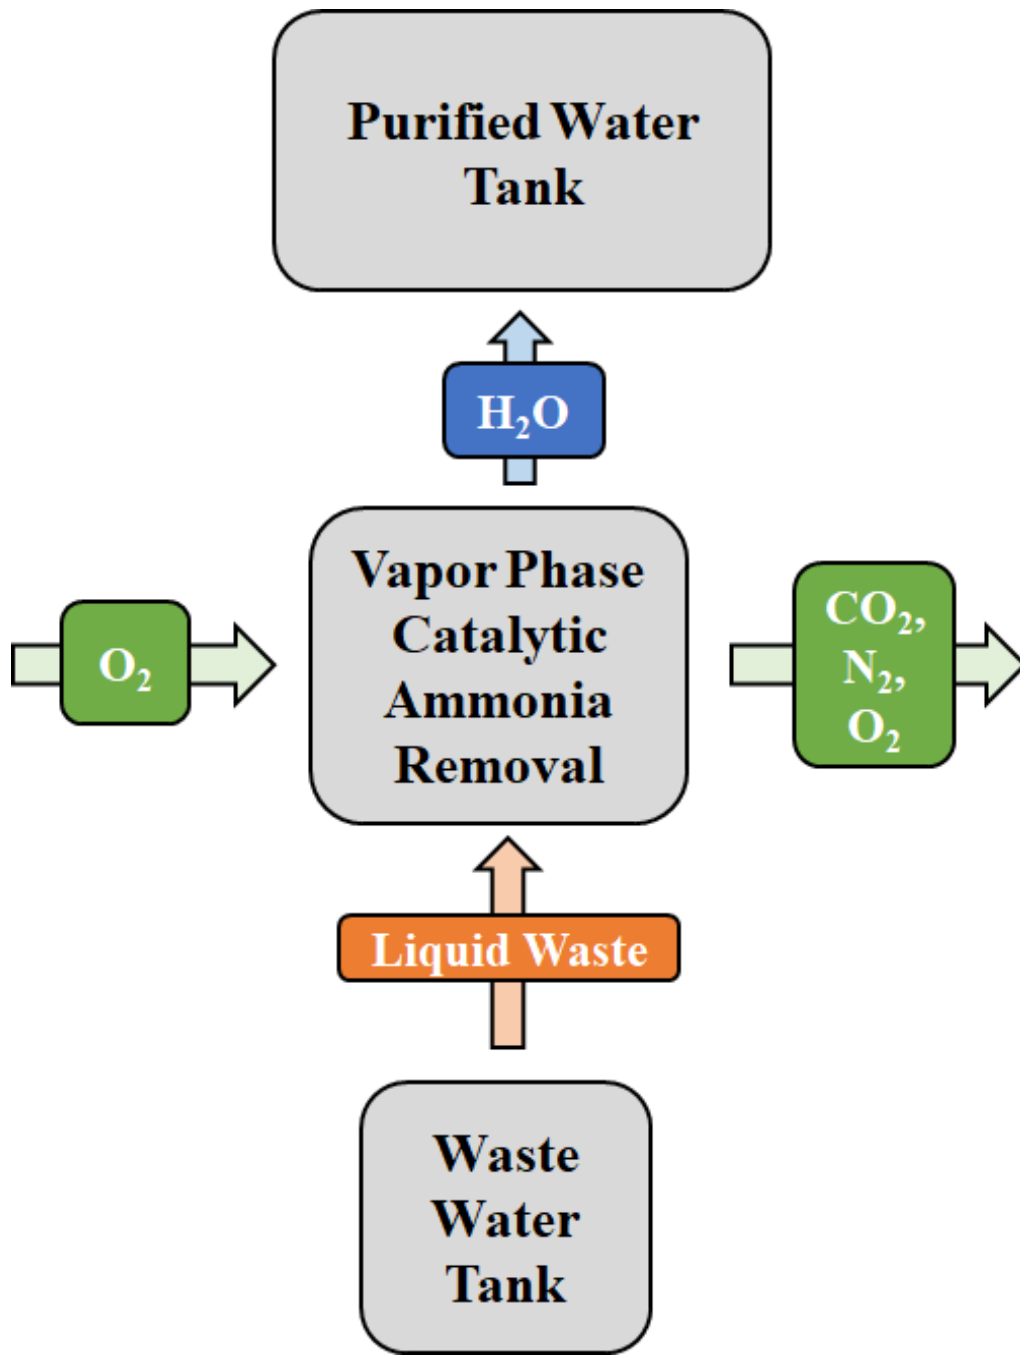 Purified Water
Tank
H₂O
Vapor Phase
Catalytic
Ammonia
Removal
O₂
CO₂,
N₂,
O₂
Liquid Waste
Waste
Water
Tank